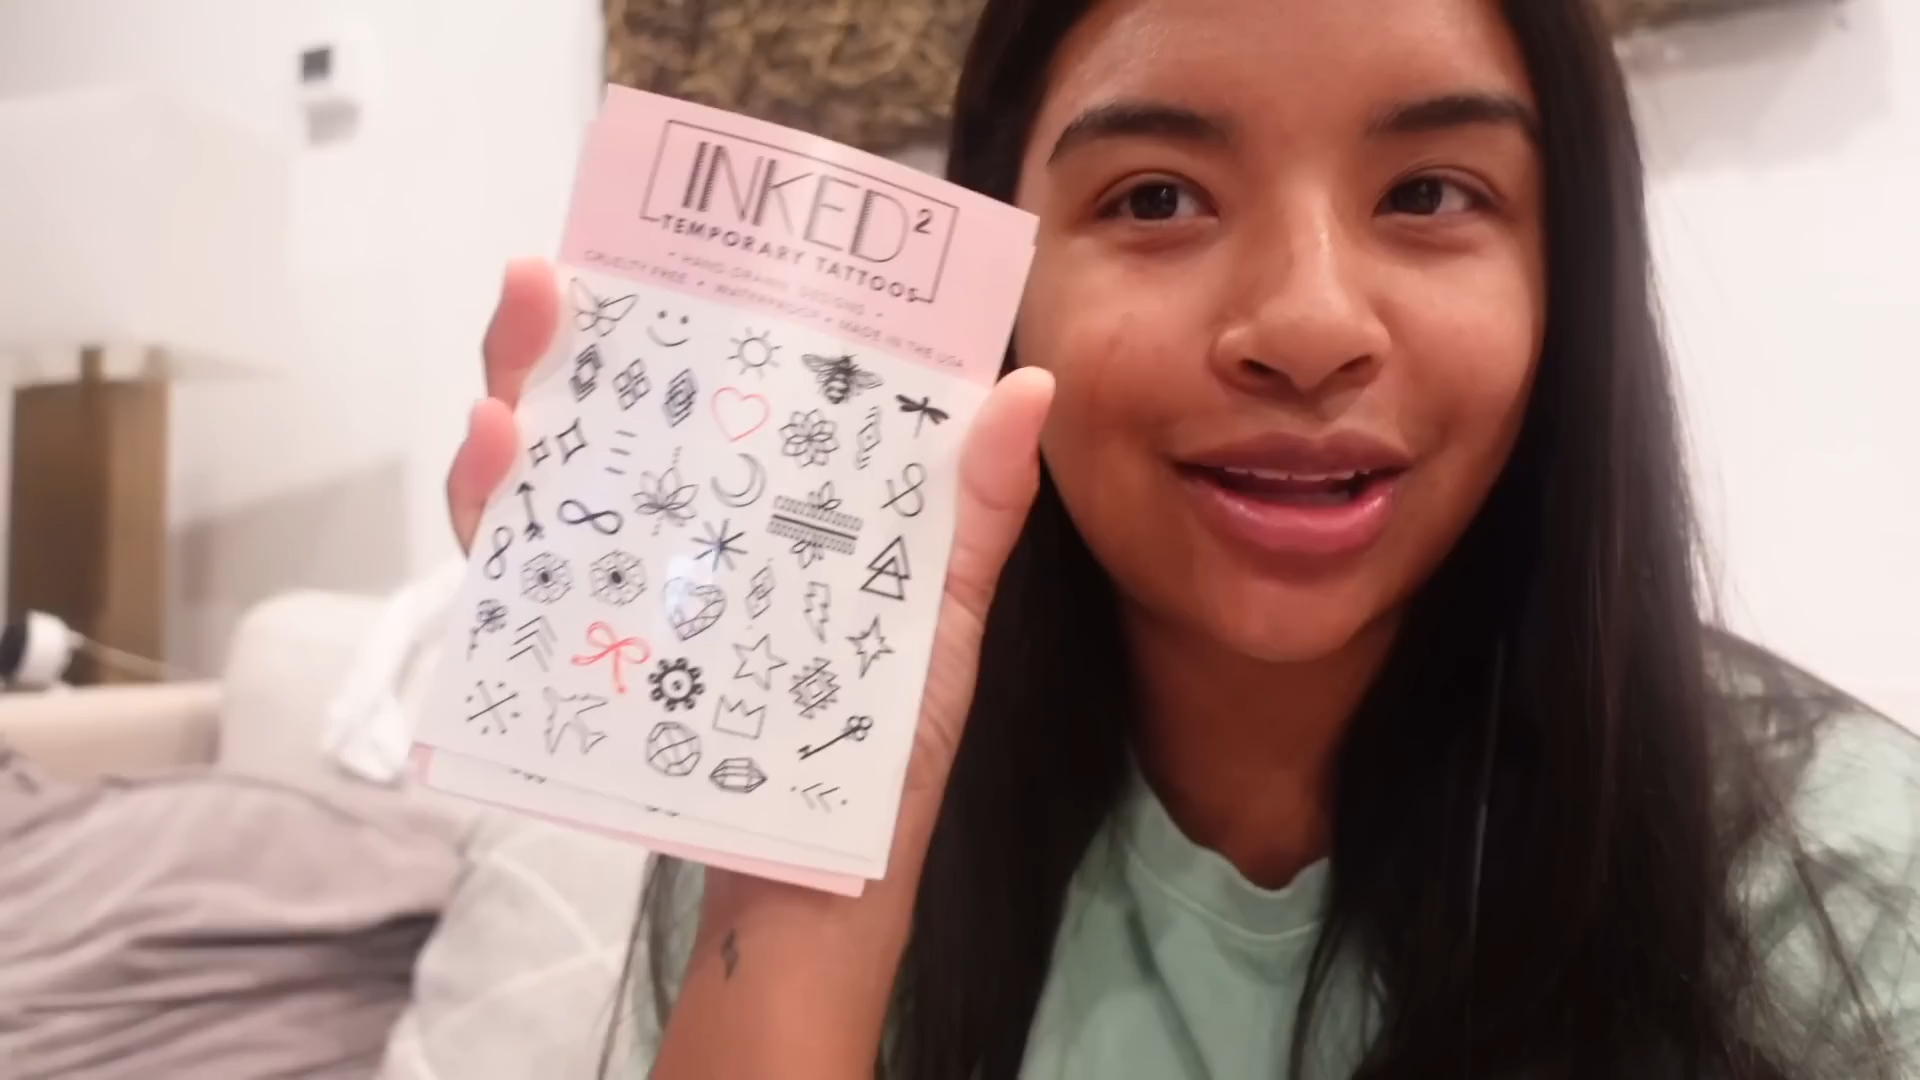 INKED²
TEMPORARY TATTOOS
• HAND DRAWN DESIGNS •
CRUELTY FREE • WATERPROOF • MADE IN THE USA